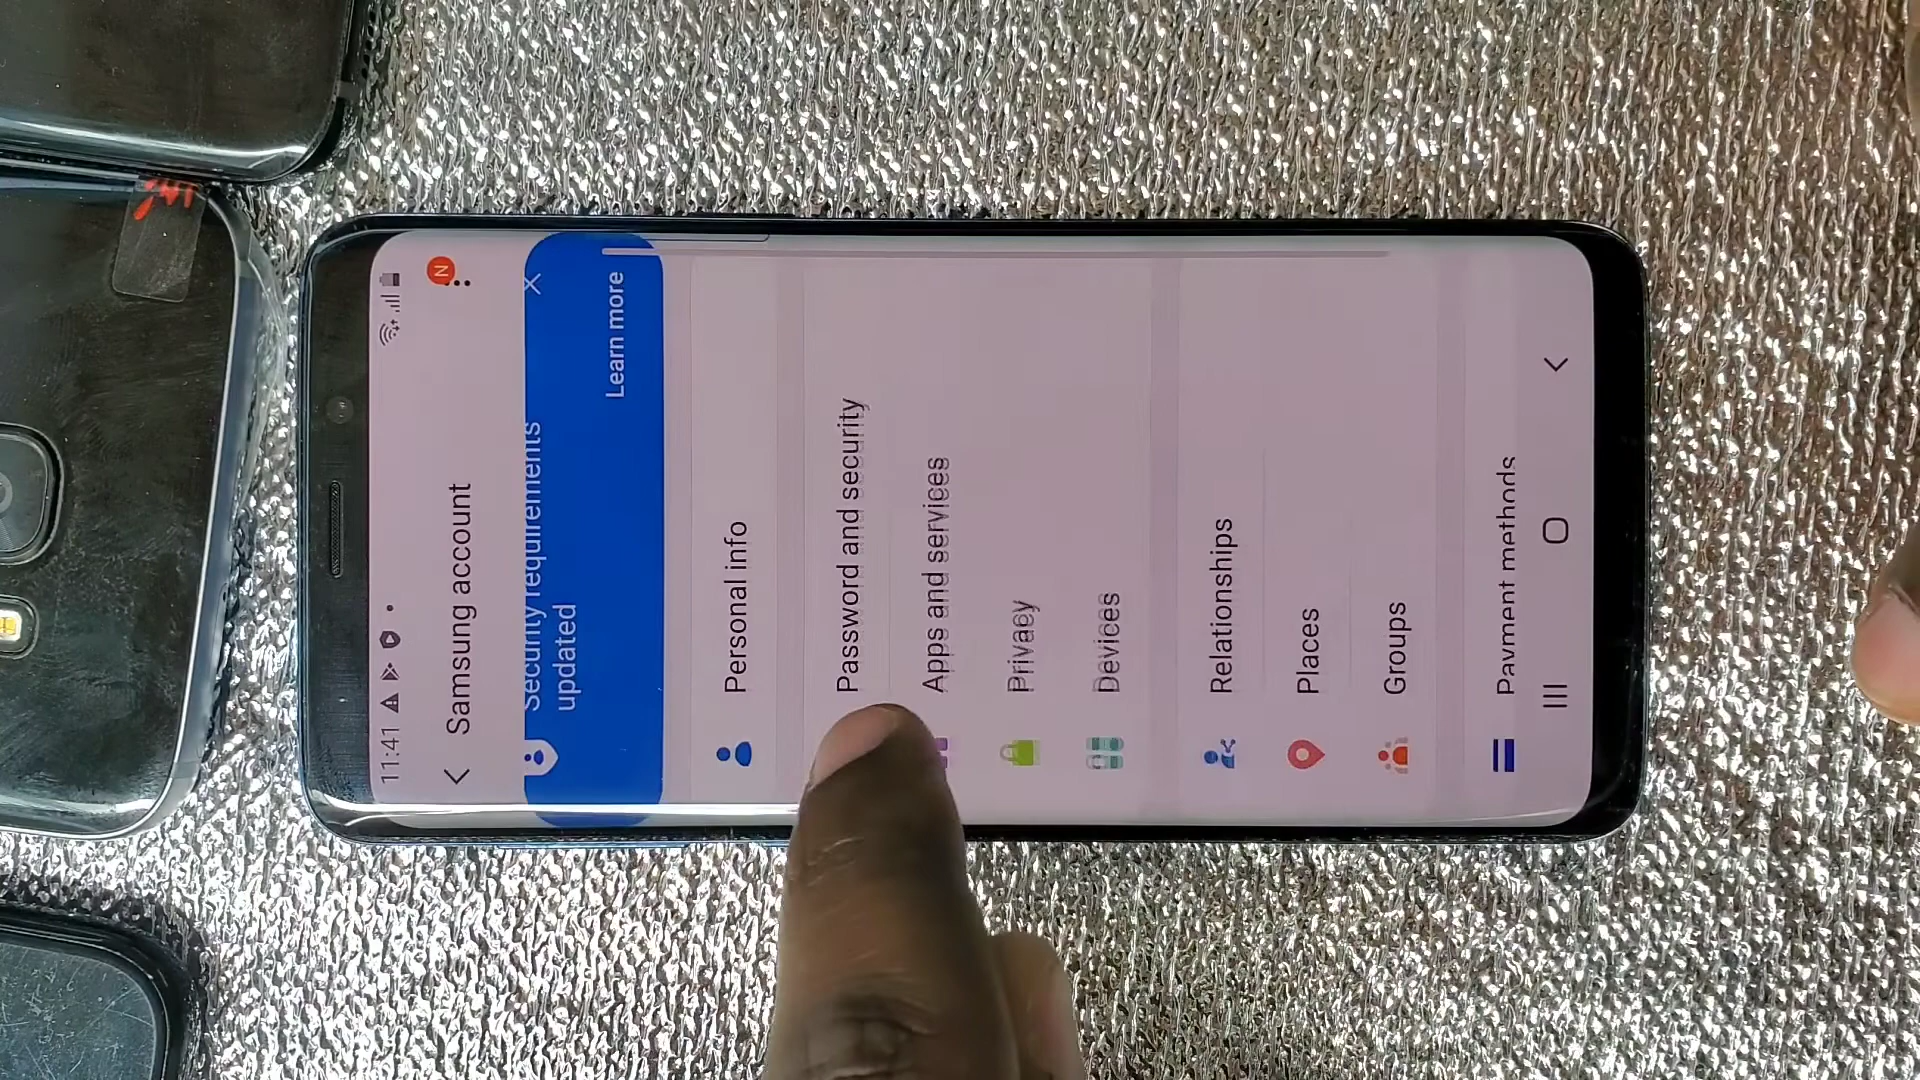 11:41
Samsung account
N
Security requirements
updated
Learn more
Personal info
Password and security
Apps and services
Privacy
Devices
Relationships
Places
Groups
Payment methods